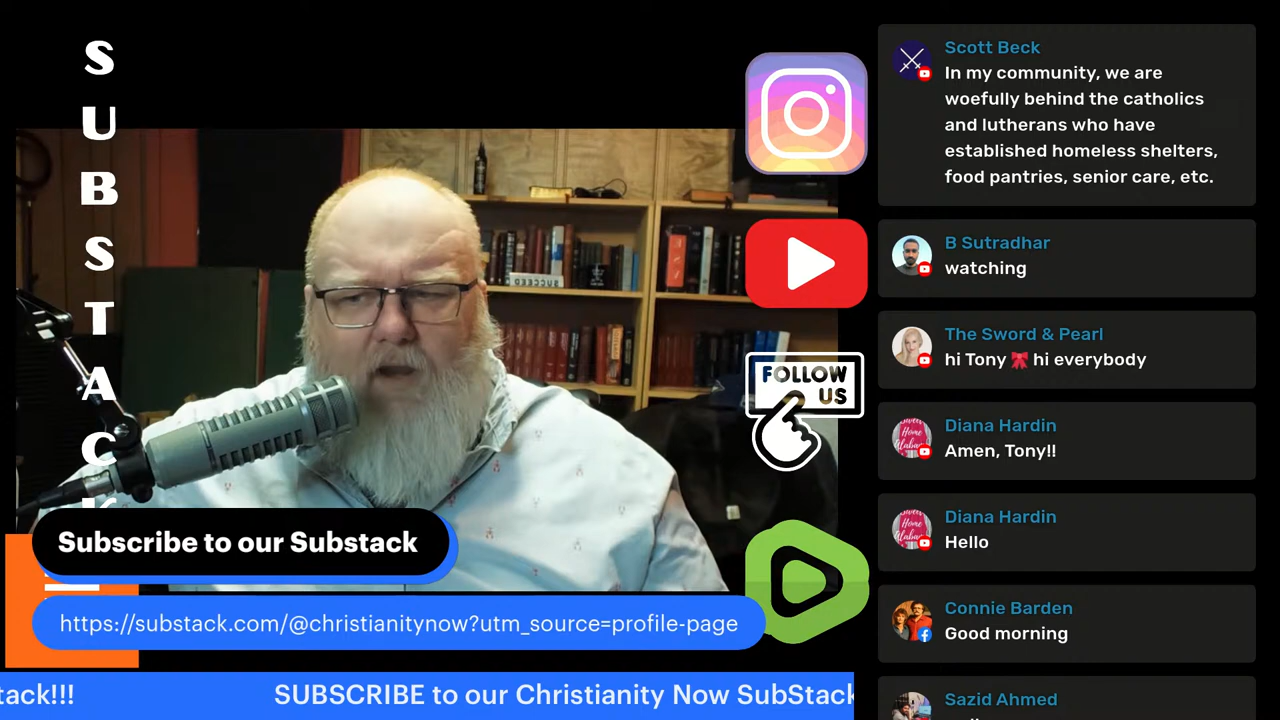 SUBSTACK
SUCCEED
FOLLOW
US
Subscribe to our Substack
https://substack.com/@christianitynow?utm_source=profile-page
tack!!! SUBSCRIBE to our Christianity Now SubStack
Scott Beck
In my community, we are
woefully behind the catholics
and lutherans who have
established homeless shelters,
food pantries, senior care, etc.
B Sutradhar
watching
The Sword & Pearl
hi Tony 🎀 hi everybody
Diana Hardin
Amen, Tony!!
Diana Hardin
Hello
Connie Barden
Good morning
Sazid Ahmed